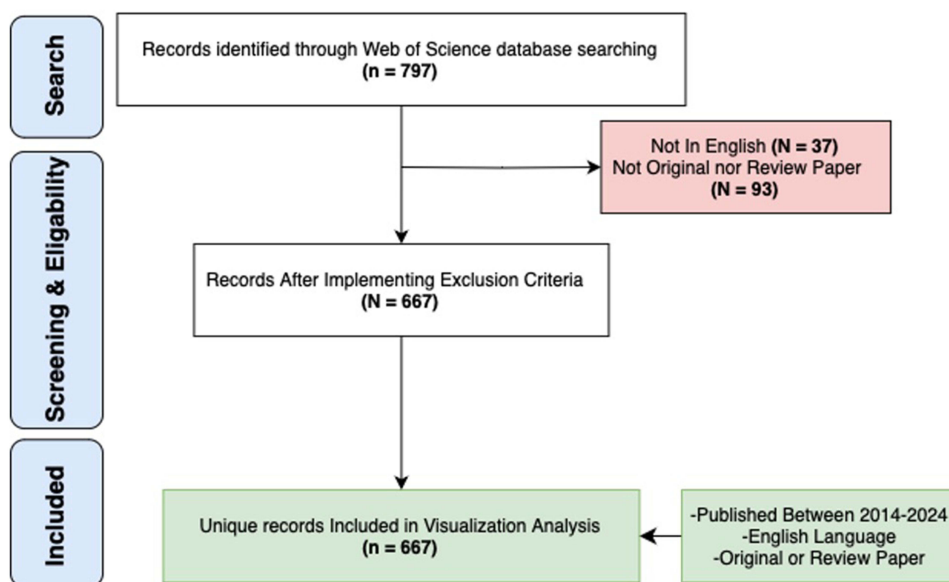 Search
Records identified through Web of Science database searching
(n = 797)
Not In English (N = 37)
Not Original nor Review Paper
(N = 93)
Screening & Eligability
Records After Implementing Exclusion Criteria
(N = 667)
Included
Unique records Included in Visualization Analysis
(n = 667)
-Published Between 2014-2024
-English Language
-Original or Review Paper